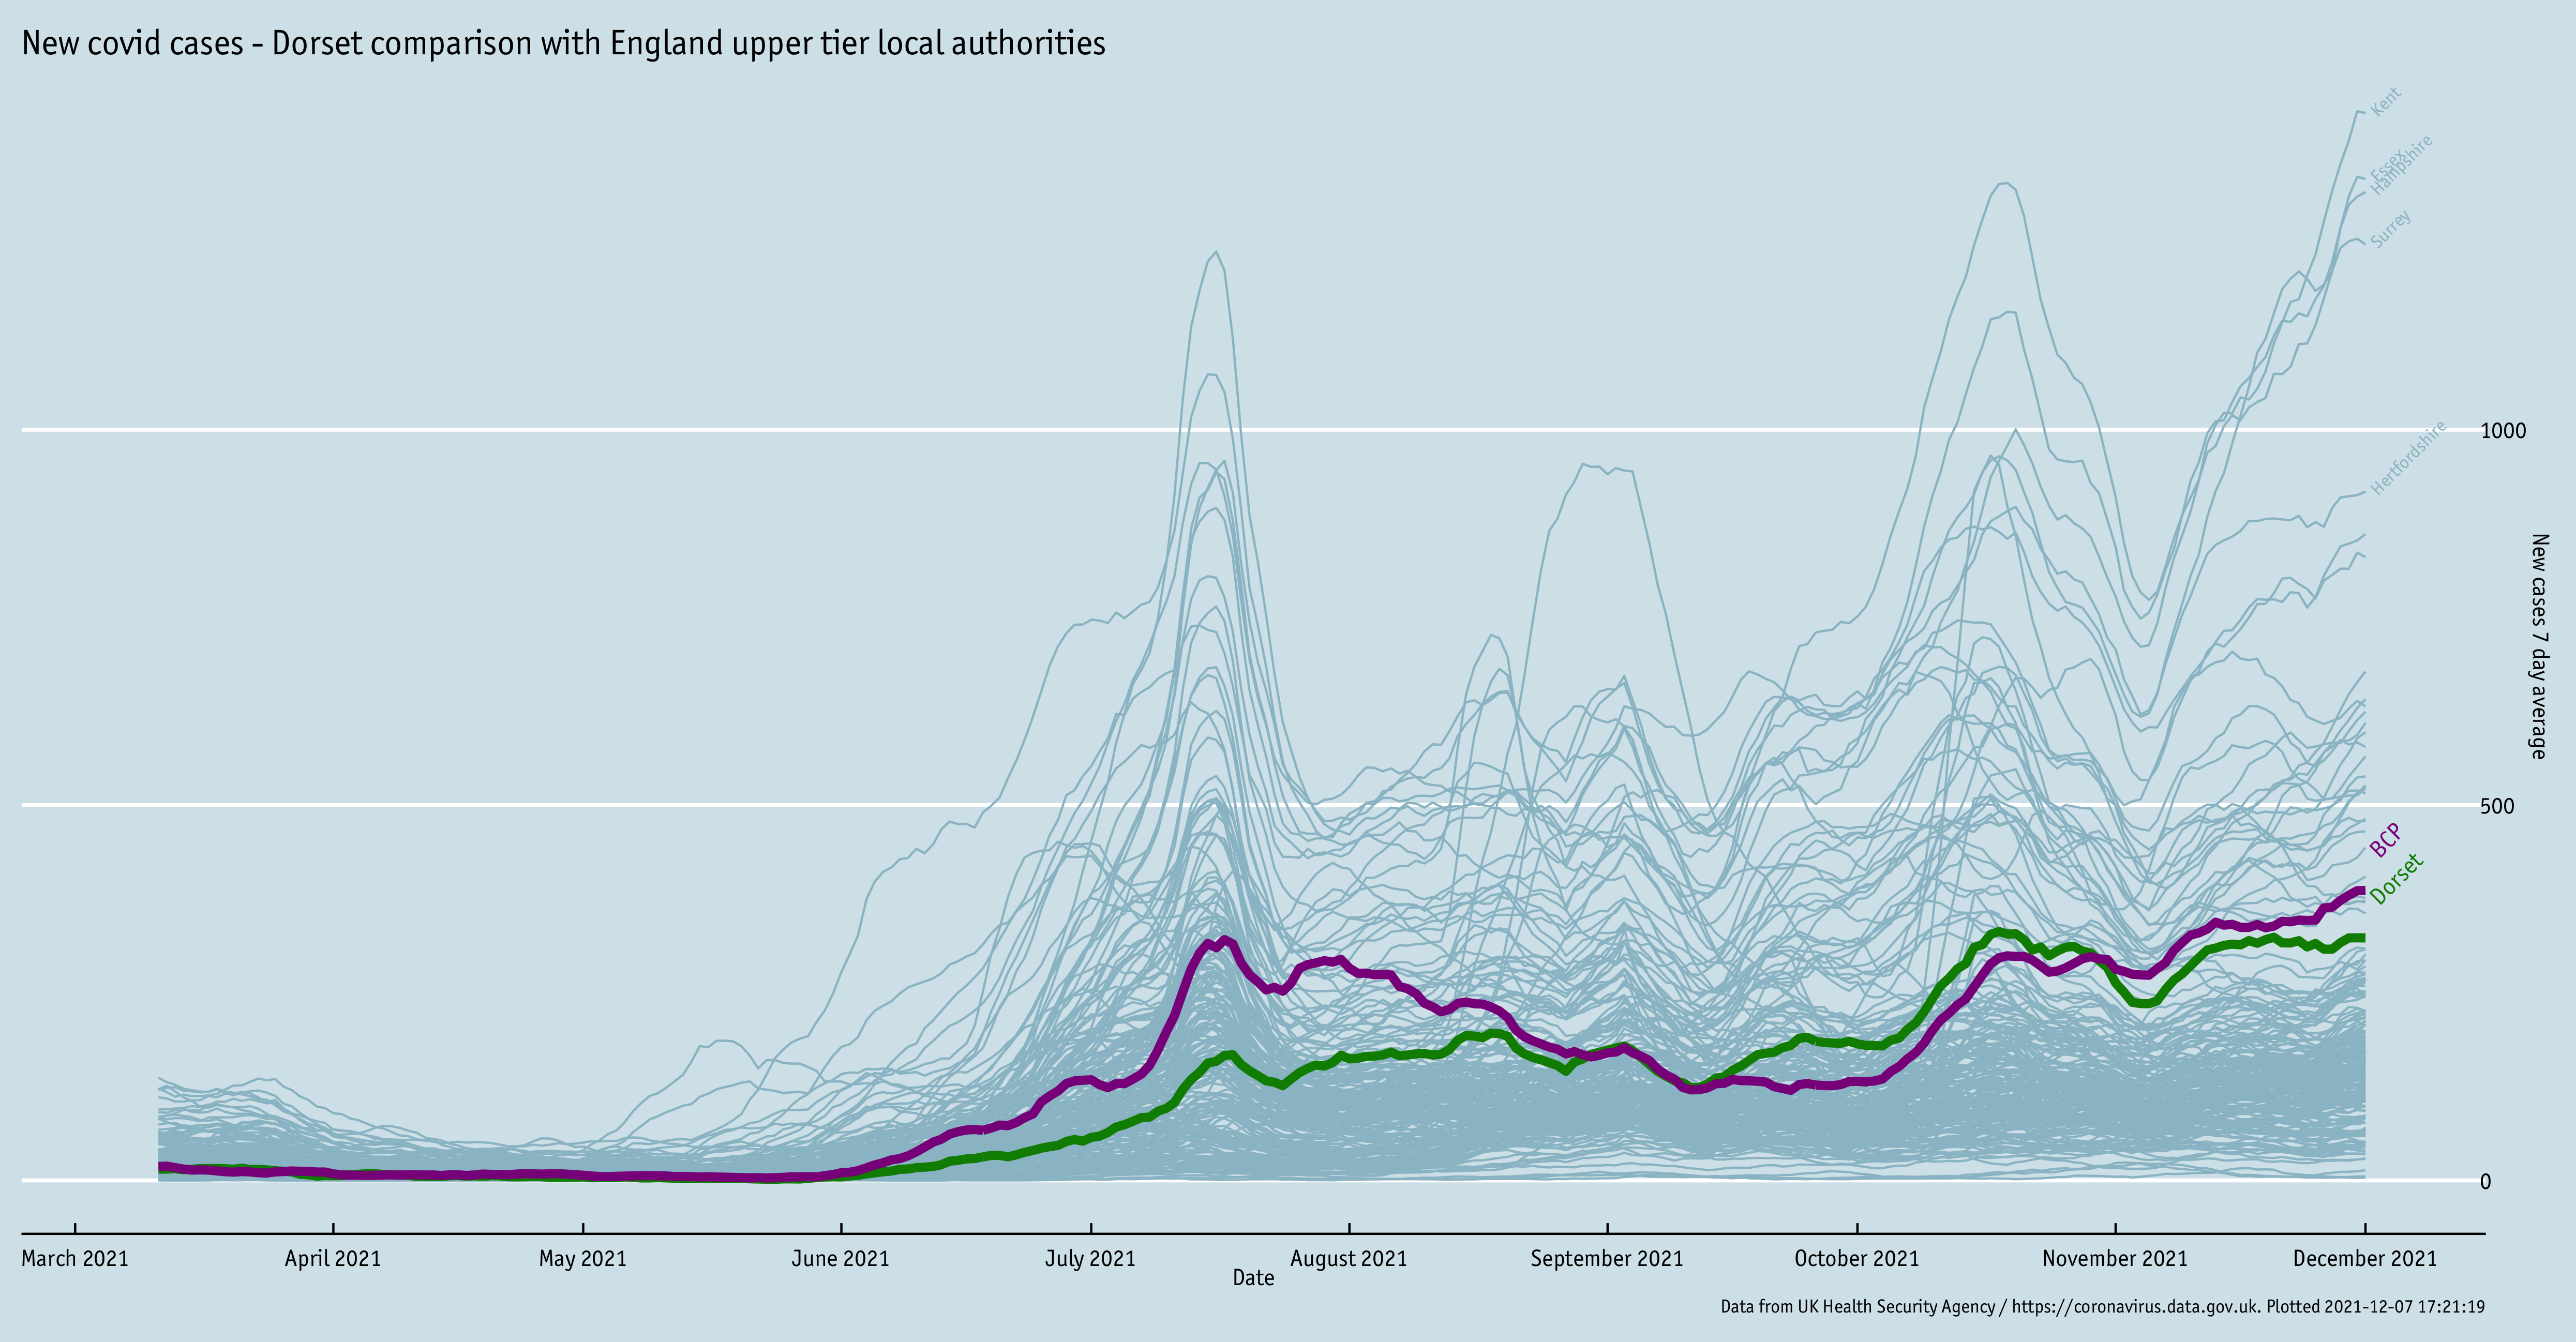 New covid cases - Dorset comparison with England upper tier local authorities
Kent
Essex
Hampshire
Surrey
Hertfordshire
1000
500
0
New cases 7 day average
BCP
Dorset
March 2021
April 2021
May 2021
June 2021
July 2021
August 2021
September 2021
October 2021
November 2021
December 2021
Date
Data from UK Health Security Agency / https://coronavirus.data.gov.uk. Plotted 2021-12-07 17:21:19